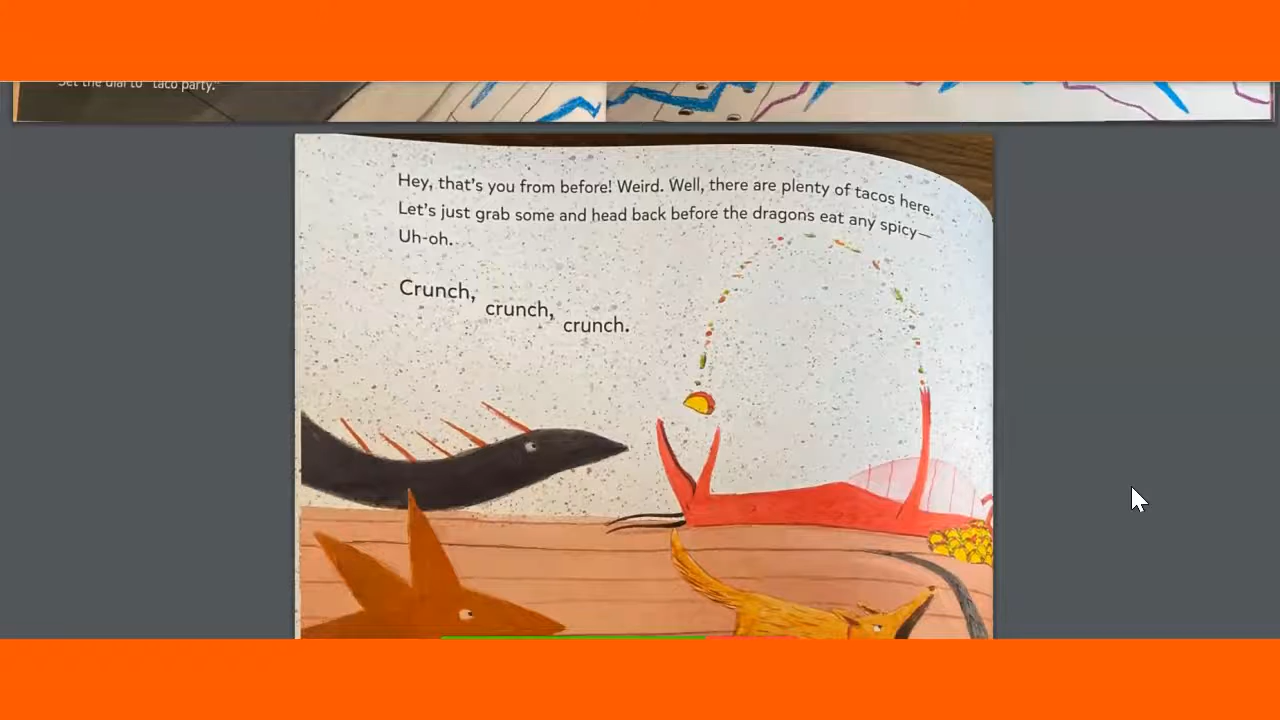 Set the dial to "taco party."
Hey, that's you from before! Weird. Well, there are plenty of tacos here.
Let's just grab some and head back before the dragons eat any spicy—
Uh-oh.
Crunch,
crunch,
crunch.